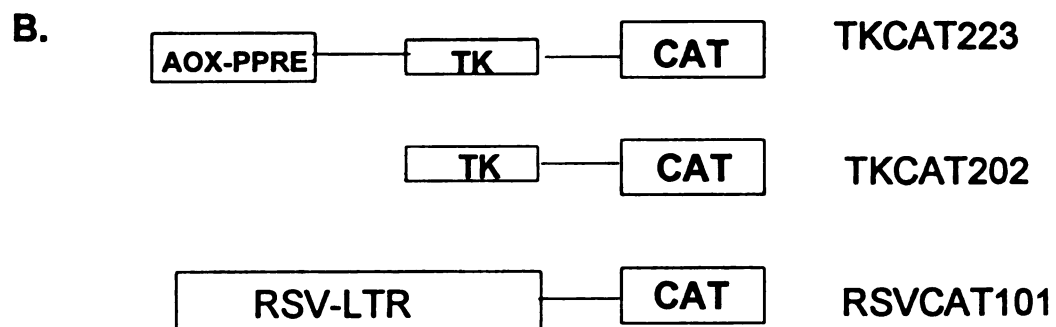 B.
AOX-PPRE TK CAT TKCAT223
TK CAT TKCAT202
RSV-LTR CAT RSVCAT101